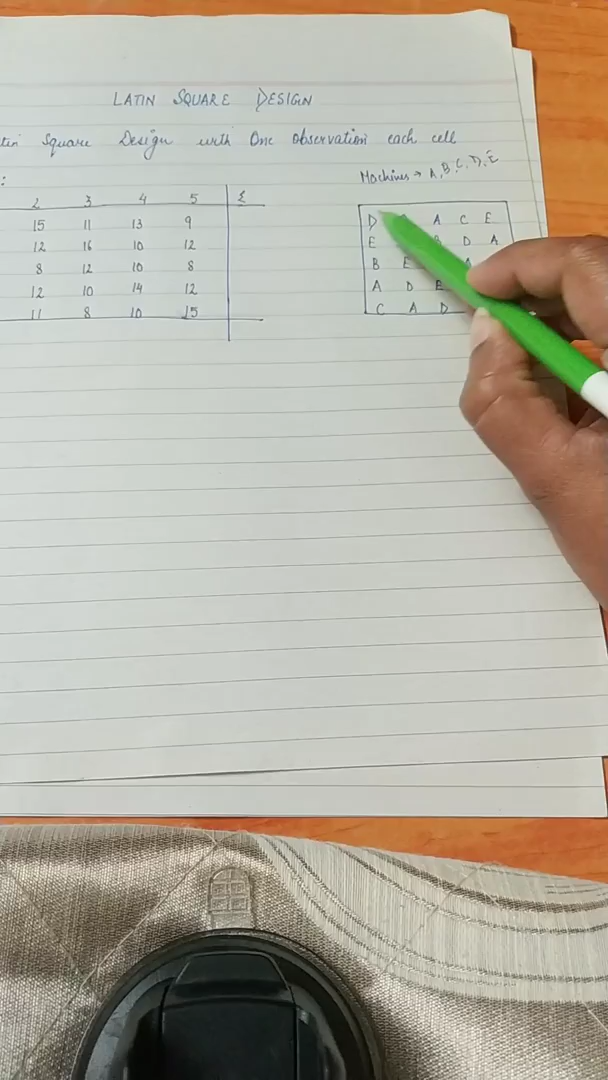 LATIN SQUARE DESIGN
Square Design with One observation each cell
Machines → A, B, C, D, E
2 3 4 5 Σ
15 11 13 9
12 16 10 12
8 12 10 8
12 10 14 12
11 8 10 15
D A C E
E B D A
B E A
A D E
C A D